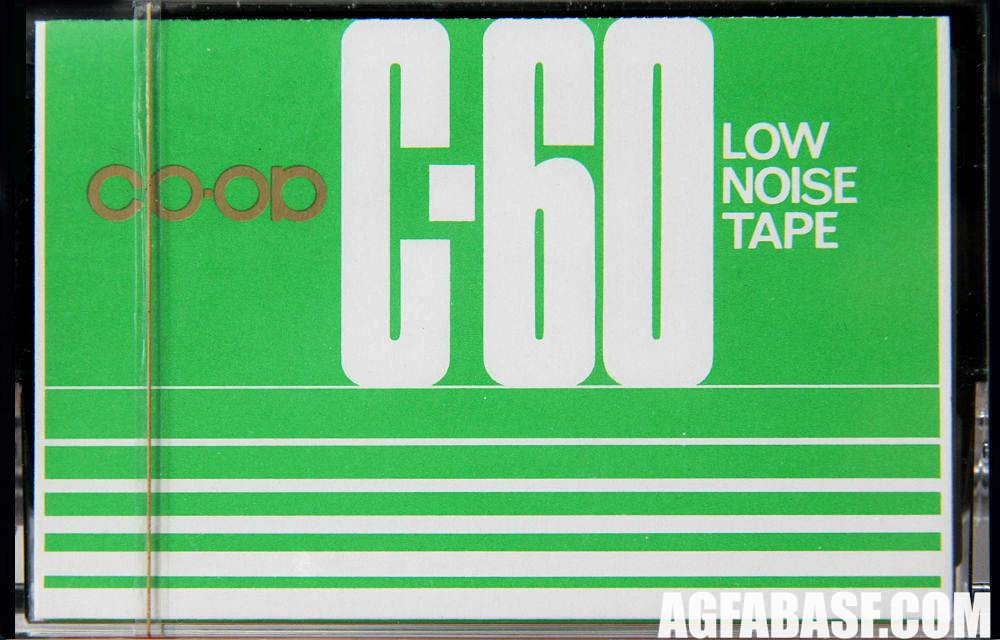 co-op
C-60
LOW
NOISE
TAPE
AGFABASF.COM